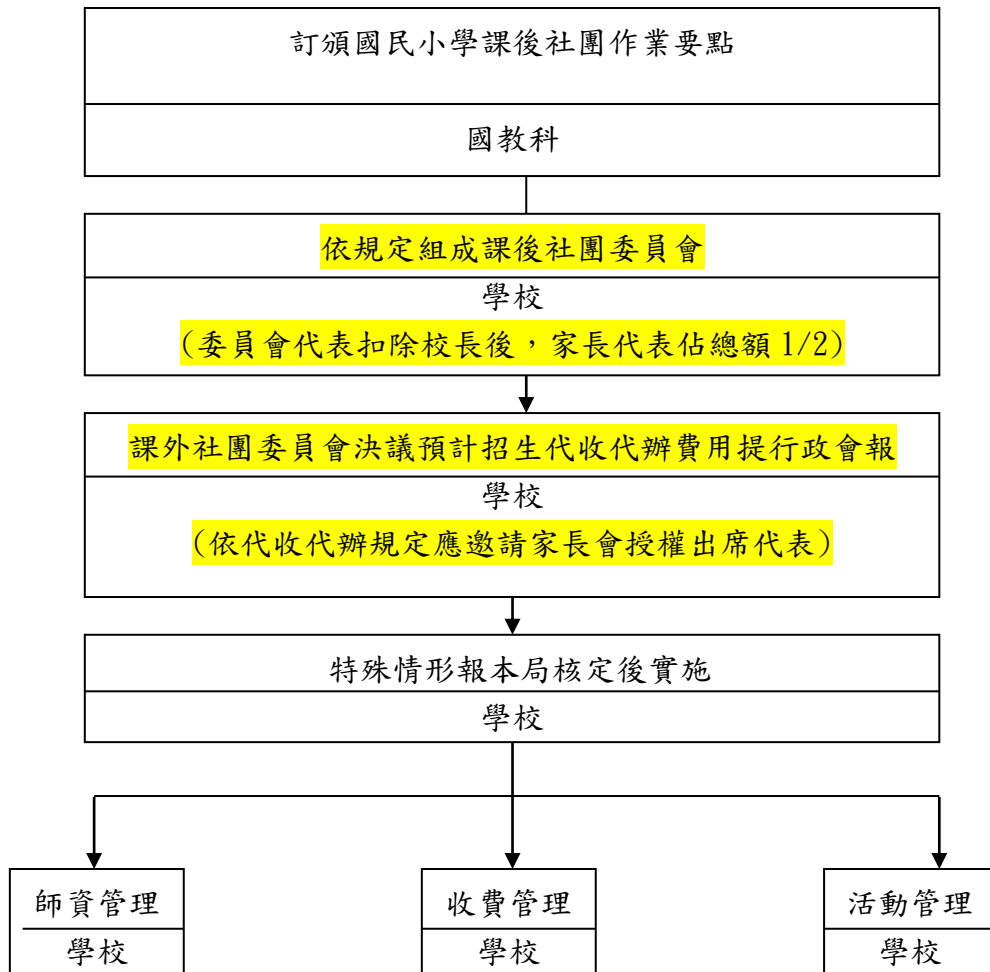 訂頒國民小學課後社團作業要點
國教科
依規定組成課後社團委員會
學校
(委員會代表扣除校長後，家長代表佔總額 1/2)
課外社團委員會決議預計招生代收代辦費用提行政會報
學校
(依代收代辦規定應邀請家長會授權出席代表)
特殊情形報本局核定後實施
學校
師資管理
學校
收費管理
學校
活動管理
學校